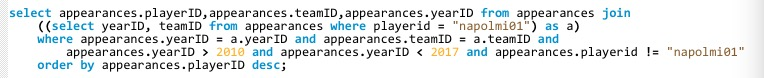 select appearances.playerID,appearances.teamID,appearances.yearID from appearances join
((select yearID, teamID from appearances where playerid = "napolmi01") as a)
where appearances.yearID = a.yearID and appearances.teamID = a.teamID and
appearances.yearID > 2010 and appearances.yearID < 2017 and appearances.playerid != "napolmi01"
order by appearances.playerID desc;